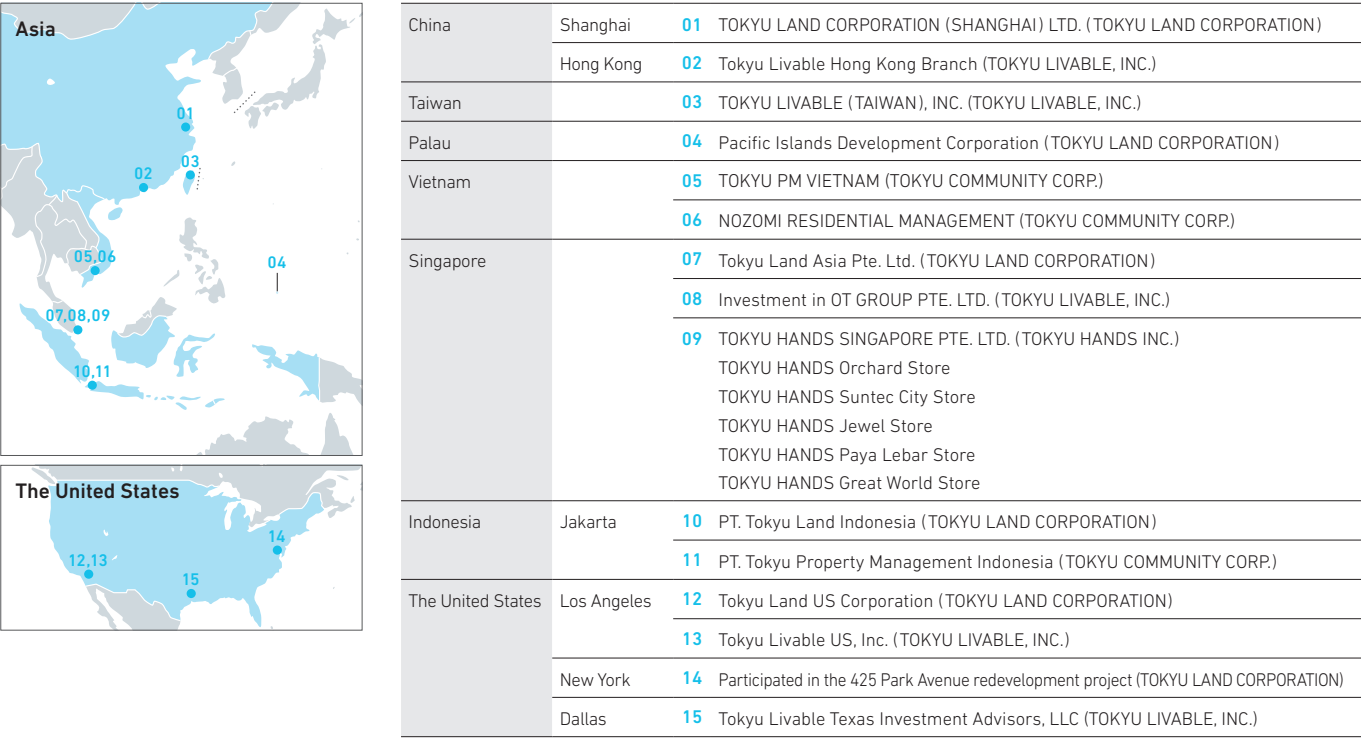 Asia
01
03
02
05,06
04
07,08,09
10,11
The United States
14
12,13
15
China Shanghai 01 TOKYU LAND CORPORATION (SHANGHAI) LTD. (TOKYU LAND CORPORATION)
Hong Kong 02 Tokyu Livable Hong Kong Branch (TOKYU LIVABLE, INC.)
Taiwan 03 TOKYU LIVABLE (TAIWAN), INC. (TOKYU LIVABLE, INC.)
Palau 04 Pacific Islands Development Corporation (TOKYU LAND CORPORATION)
Vietnam 05 TOKYU PM VIETNAM (TOKYU COMMUNITY CORP.)
06 NOZOMI RESIDENTIAL MANAGEMENT (TOKYU COMMUNITY CORP.)
Singapore 07 Tokyu Land Asia Pte. Ltd. (TOKYU LAND CORPORATION)
08 Investment in OT GROUP PTE. LTD. (TOKYU LIVABLE, INC.)
09 TOKYU HANDS SINGAPORE PTE. LTD. (TOKYU HANDS INC.)
TOKYU HANDS Orchard Store
TOKYU HANDS Suntec City Store
TOKYU HANDS Jewel Store
TOKYU HANDS Paya Lebar Store
TOKYU HANDS Great World Store
Indonesia Jakarta 10 PT. Tokyu Land Indonesia (TOKYU LAND CORPORATION)
11 PT. Tokyu Property Management Indonesia (TOKYU COMMUNITY CORP.)
The United States Los Angeles 12 Tokyu Land US Corporation (TOKYU LAND CORPORATION)
13 Tokyu Livable US, Inc. (TOKYU LIVABLE, INC.)
New York 14 Participated in the 425 Park Avenue redevelopment project (TOKYU LAND CORPORATION)
Dallas 15 Tokyu Livable Texas Investment Advisors, LLC (TOKYU LIVABLE, INC.)